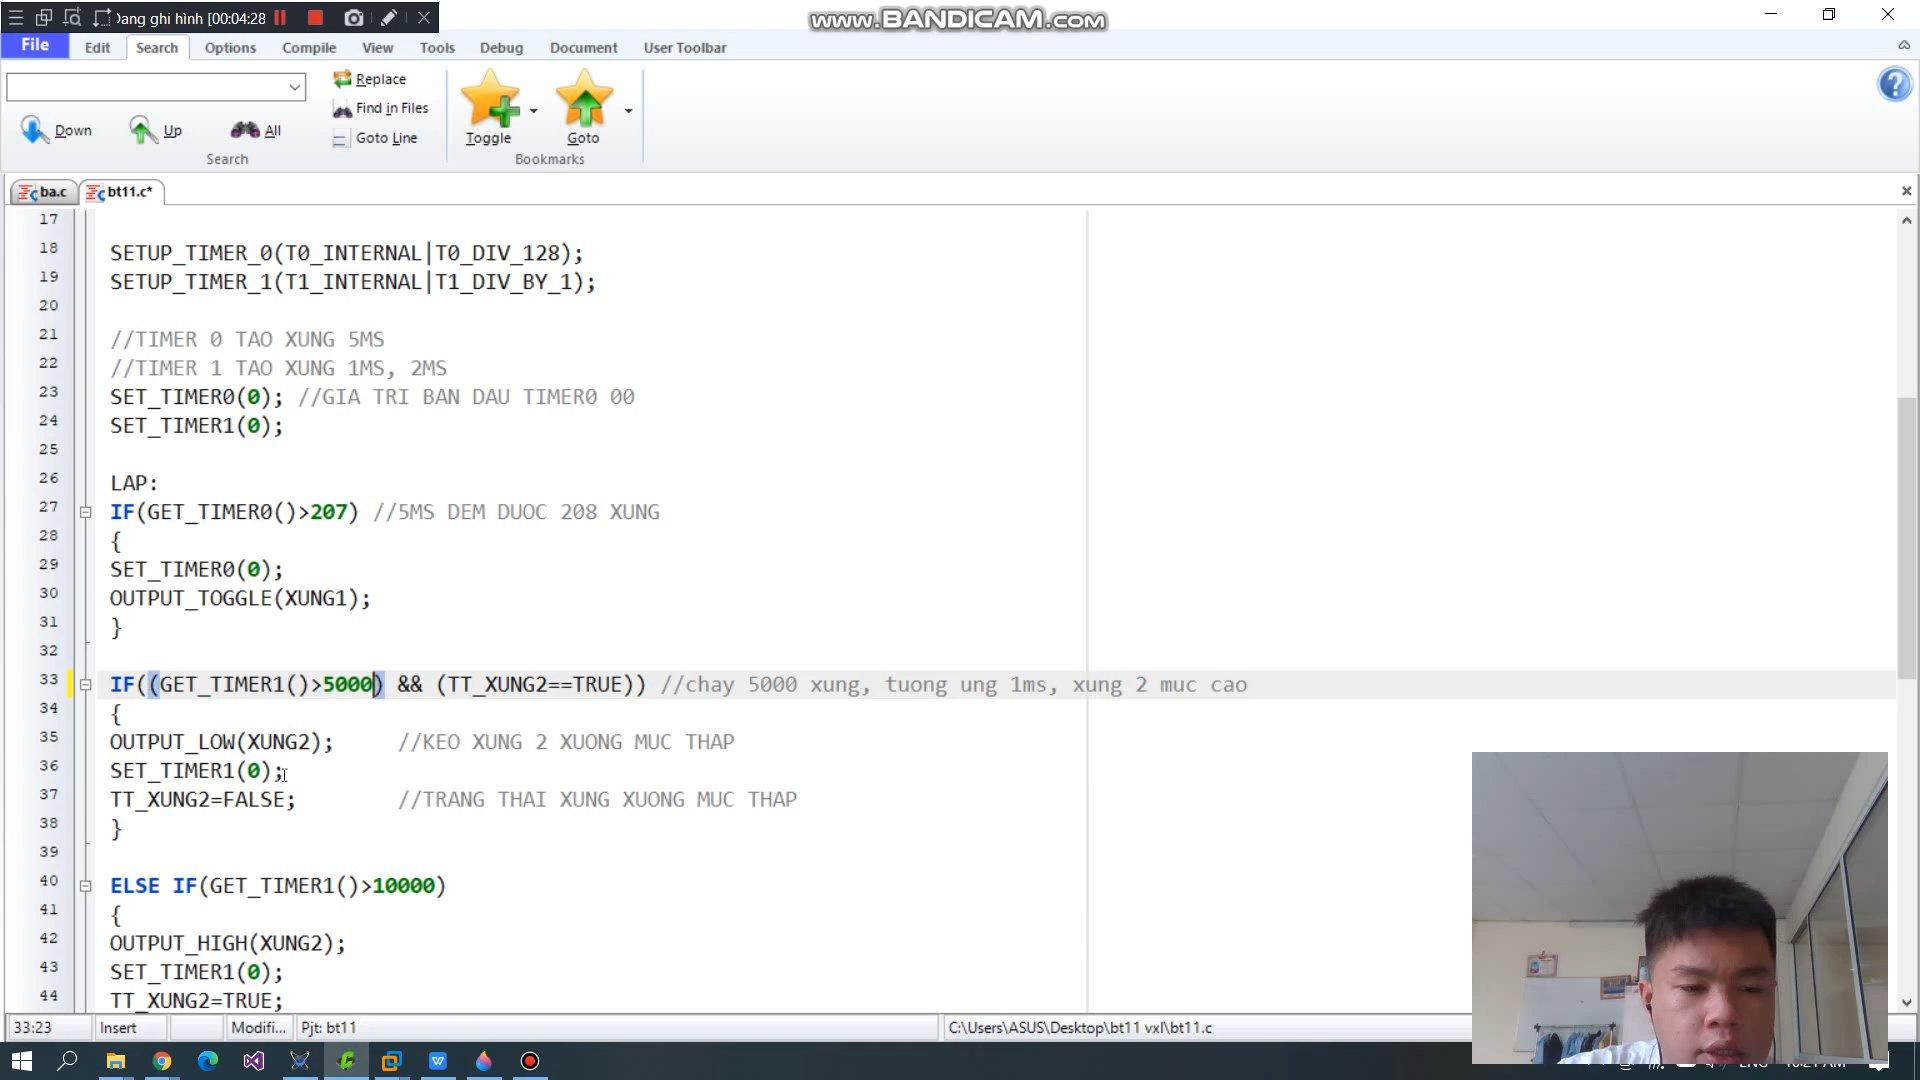 Dang ghi hình [00:04:28
www.BANDICAM.com
File Edit Search Options Compile View Tools Debug Document User Toolbar
Replace
Find in Files
Goto Line
Down Up All
Toggle Goto
Search
Bookmarks
ba.c bt11.c*
17
18 SETUP_TIMER_0(T0_INTERNAL|T0_DIV_128);
19 SETUP_TIMER_1(T1_INTERNAL|T1_DIV_BY_1);
20
21 //TIMER 0 TAO XUNG 5MS
22 //TIMER 1 TAO XUNG 1MS, 2MS
23 SET_TIMER0(0); //GIA TRI BAN DAU TIMER0 00
24 SET_TIMER1(0);
25
26 LAP:
27 IF(GET_TIMER0()>207) //5MS DEM DUOC 208 XUNG
28 {
29 SET_TIMER0(0);
30 OUTPUT_TOGGLE(XUNG1);
31 }
32
33 IF((GET_TIMER1()>5000) && (TT_XUNG2==TRUE)) //chay 5000 xung, tuong ung 1ms, xung 2 muc cao
34 {
35 OUTPUT_LOW(XUNG2); //KEO XUNG 2 XUONG MUC THAP
36 SET_TIMER1(0);
37 TT_XUNG2=FALSE; //TRANG THAI XUNG XUONG MUC THAP
38 }
39
40 ELSE IF(GET_TIMER1()>10000)
41 {
42 OUTPUT_HIGH(XUNG2);
43 SET_TIMER1(0);
44 TT_XUNG2=TRUE;
33:23 Insert Modifi... Pjt: bt11 C:\Users\ASUS\Desktop\bt11 vxl\bt11.c